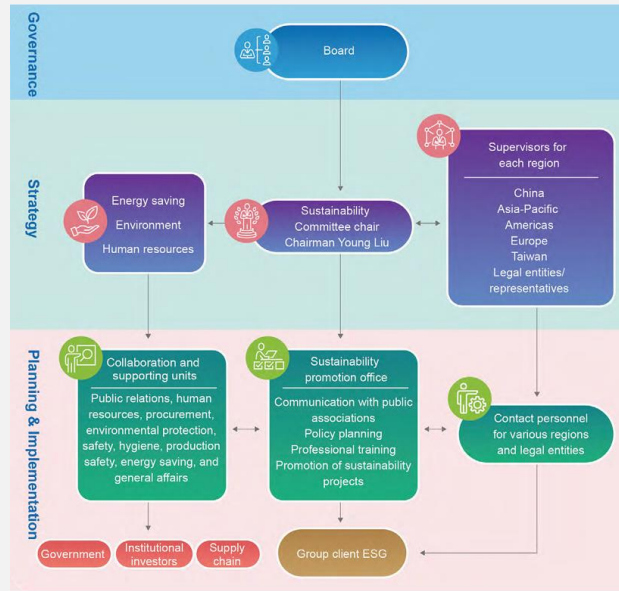 Governance
Board
Strategy
Energy saving
Environment
Human resources
Sustainability
Committee chair
Chairman Young Liu
Supervisors for
each region
China
Asia-Pacific
Americas
Europe
Taiwan
Legal entities/
representatives
Planning & Implementation
Collaboration and
supporting units
Public relations, human
resources, procurement,
environmental protection,
safety, hygiene, production
safety, energy saving, and
general affairs
Sustainability
promotion office
Communication with public
associations
Policy planning
Professional training
Promotion of sustainability
projects
Contact personnel
for various regions
and legal entities
Government
Institutional
investors
Supply
chain
Group client ESG